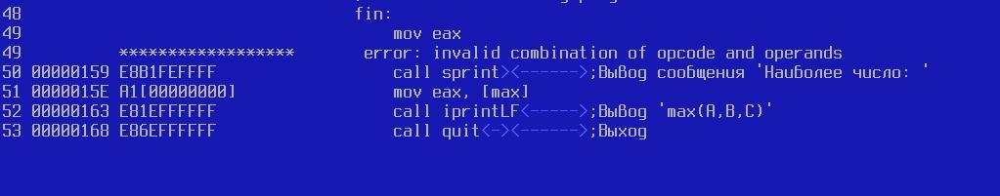 48 fin:
49 mov eax
49 ****************** error: invalid combination of opcode and operands
50 00000159 E8B1FEFFFF call sprint><------>;Вывод сообщения 'Наиболее число: '
51 0000015E A1[00000000] mov eax, [max]
52 00000163 E81EFFFFFF call iprintLF<----->;Вывод 'max(A,B,C)'
53 00000168 E86EFFFFFF call quit<-><------>;Выход